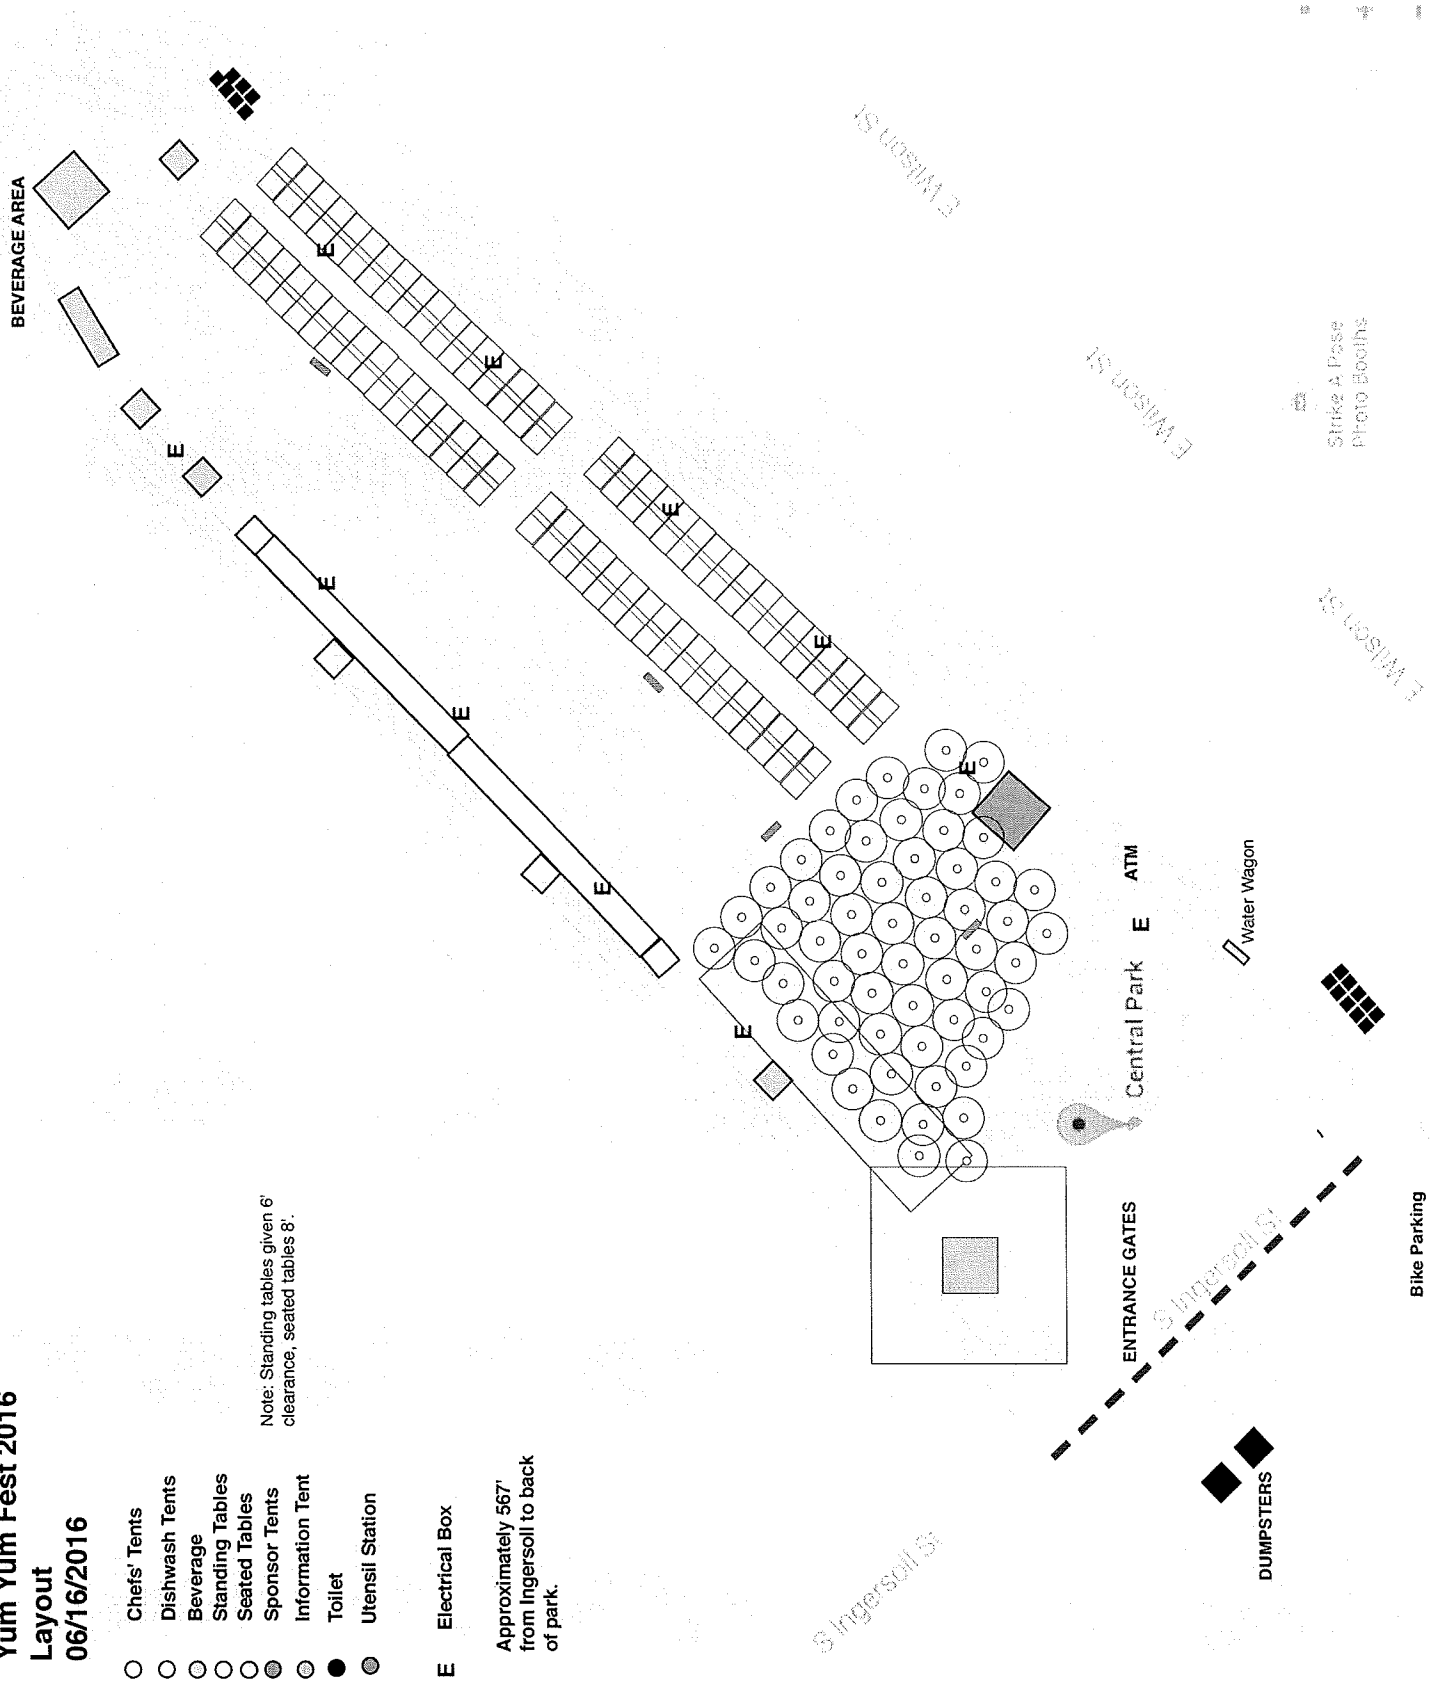 Yum Yum Fest 2016
Layout
06/16/2016
Chefs' Tents
Dishwash Tents
Beverage
Standing Tables
Seated Tables
Sponsor Tents
Information Tent
Toilet
Utensil Station
E Electrical Box
Approximately 567'
from Ingersoll to back
of park.
Note: Standing tables given 6'
clearance, seated tables 8'.
BEVERAGE AREA
E
E
E
E
E
E
E
E
E
E
E
S Ingersoll St
E Wilson St
Central Park
E
ATM
ENTRANCE GATES
S Ingersoll St
Water Wagon
E Wilson St
DUMPSTERS
Strike A Pose
Photo Booths
E Wilson St
Bike Parking